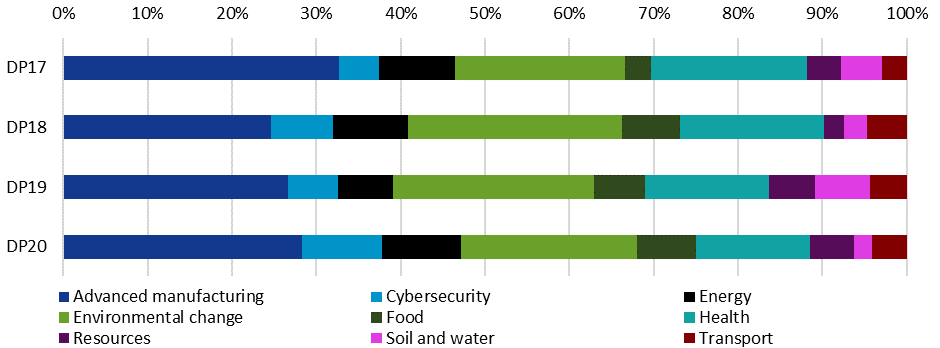 0% 10% 20% 30% 40% 50% 60% 70% 80% 90% 100%
DP17
DP18
DP19
DP20
Advanced manufacturing Cybersecurity Energy
Environmental change Food Health
Resources Soil and water Transport